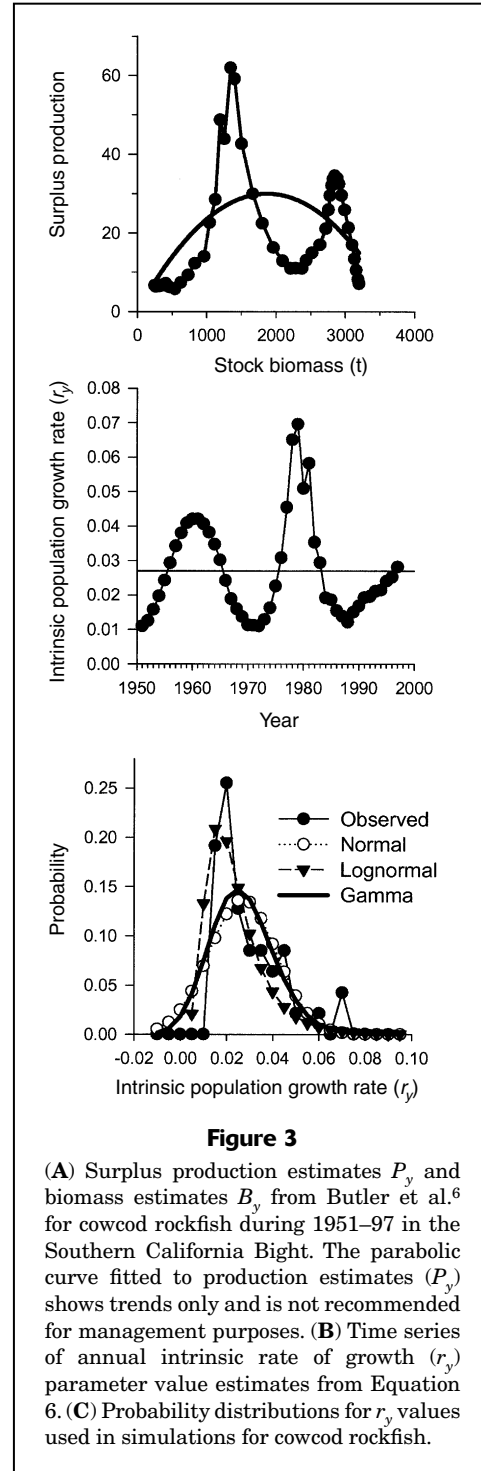 60
40
20
0
Surplus production
0 1000 2000 3000 4000
Stock biomass (t)
0.08
0.07
0.06
0.05
0.04
0.03
0.02
0.01
0.00
Intrinsic population growth rate (r_y)
1950 1960 1970 1980 1990 2000
Year
0.25
0.20
0.15
0.10
0.05
0.00
Probability
Observed
Normal
Lognormal
Gamma
-0.02 0.00 0.02 0.04 0.06 0.08 0.10
Intrinsic population growth rate (r_y)
Figure 3
(A) Surplus production estimates P_y and
biomass estimates B_y from Butler et al.⁶
for cowcod rockfish during 1951–97 in the
Southern California Bight. The parabolic
curve fitted to production estimates (P_y)
shows trends only and is not recommended
for management purposes. (B) Time series
of annual intrinsic rate of growth (r_y)
parameter value estimates from Equation
6. (C) Probability distributions for r_y values
used in simulations for cowcod rockfish.